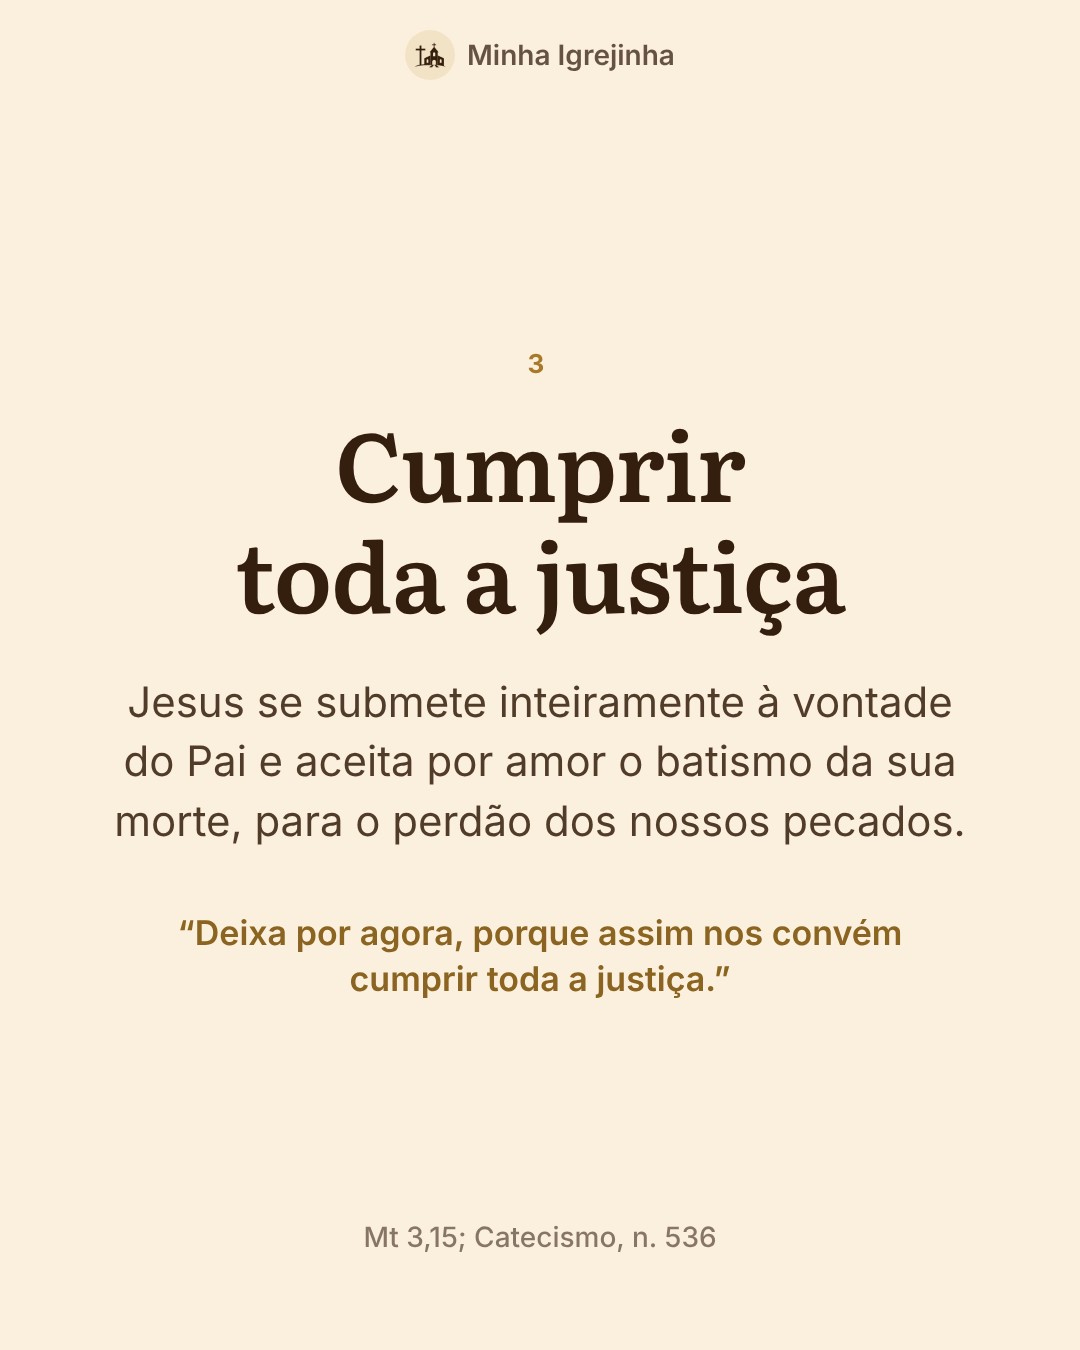 Minha Igrejinha
3
Cumprir
toda a justiça
Jesus se submete inteiramente à vontade
do Pai e aceita por amor o batismo da sua
morte, para o perdão dos nossos pecados.
“Deixa por agora, porque assim nos convém
cumprir toda a justiça.”
Mt 3,15; Catecismo, n. 536